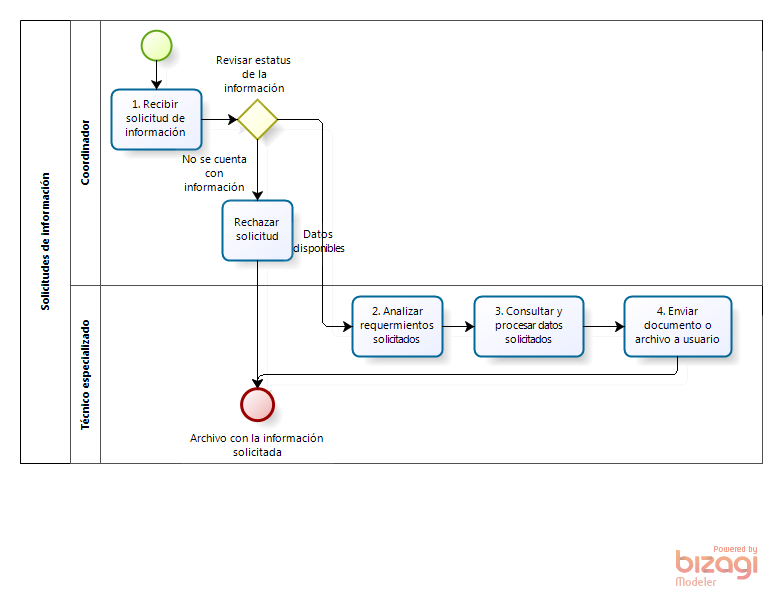 Solicitudes de información
Coordinador
Técnico especializado
1. Recibir
solicitud de
información
Revisar estatus
de la
información
No se cuenta
con
información
Rechazar
solicitud
Datos
disponibles
2. Analizar
requermientos
solicitados
3. Consultar y
procesar datos
solicitados
4. Enviar
documento o
archivo a usuario
Archivo con la información
solicitada
Powered by
bizagi
Modeler